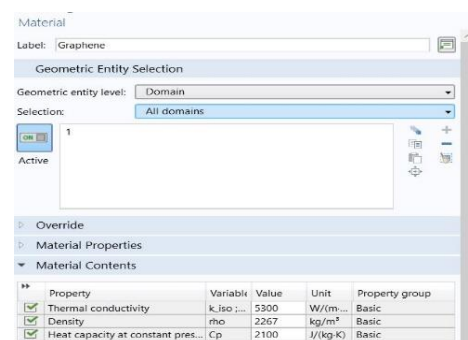 Material
Label: Graphene
Geometric Entity Selection
Geometric entity level: Domain
Selection: All domains
ON 1
Active
Override
Material Properties
Material Contents
Property Variable Value Unit Property group
Thermal conductivity k_iso ;... 5300 W/(m·... Basic
Density rho 2267 kg/m³ Basic
Heat capacity at constant pres... Cp 2100 J/(kg·K) Basic